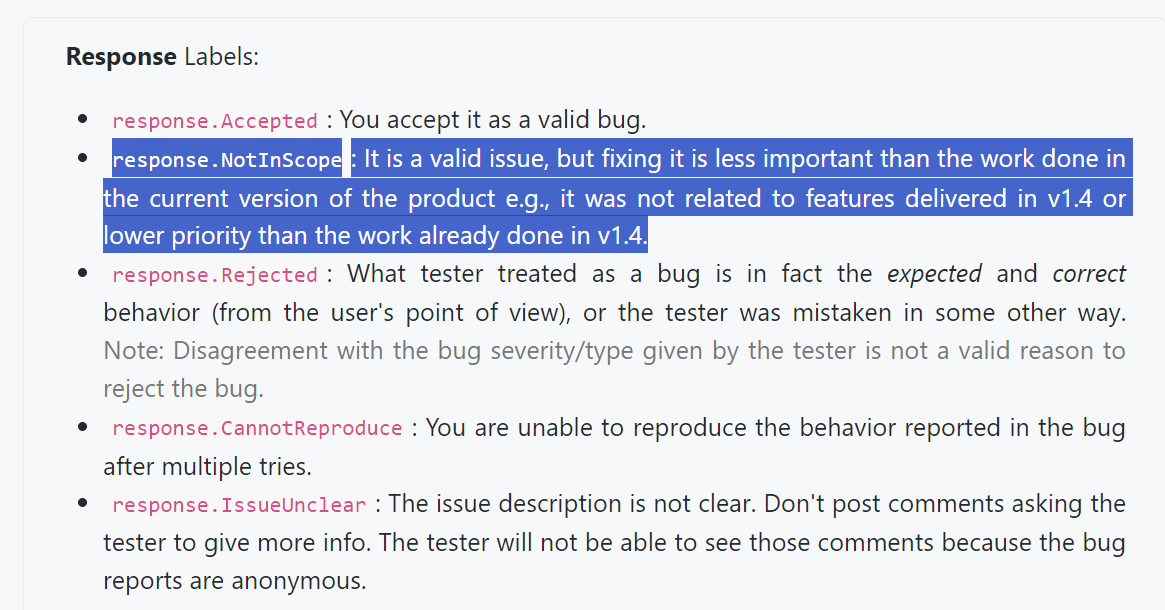 Response Labels:
response.Accepted : You accept it as a valid bug.
response.NotInScope : It is a valid issue, but fixing it is less important than the work done in
the current version of the product e.g., it was not related to features delivered in v1.4 or
lower priority than the work already done in v1.4.
response.Rejected : What tester treated as a bug is in fact the expected and correct
behavior (from the user's point of view), or the tester was mistaken in some other way.
Note: Disagreement with the bug severity/type given by the tester is not a valid reason to
reject the bug.
response.CannotReproduce : You are unable to reproduce the behavior reported in the bug
after multiple tries.
response.IssueUnclear : The issue description is not clear. Don't post comments asking the
tester to give more info. The tester will not be able to see those comments because the bug
reports are anonymous.